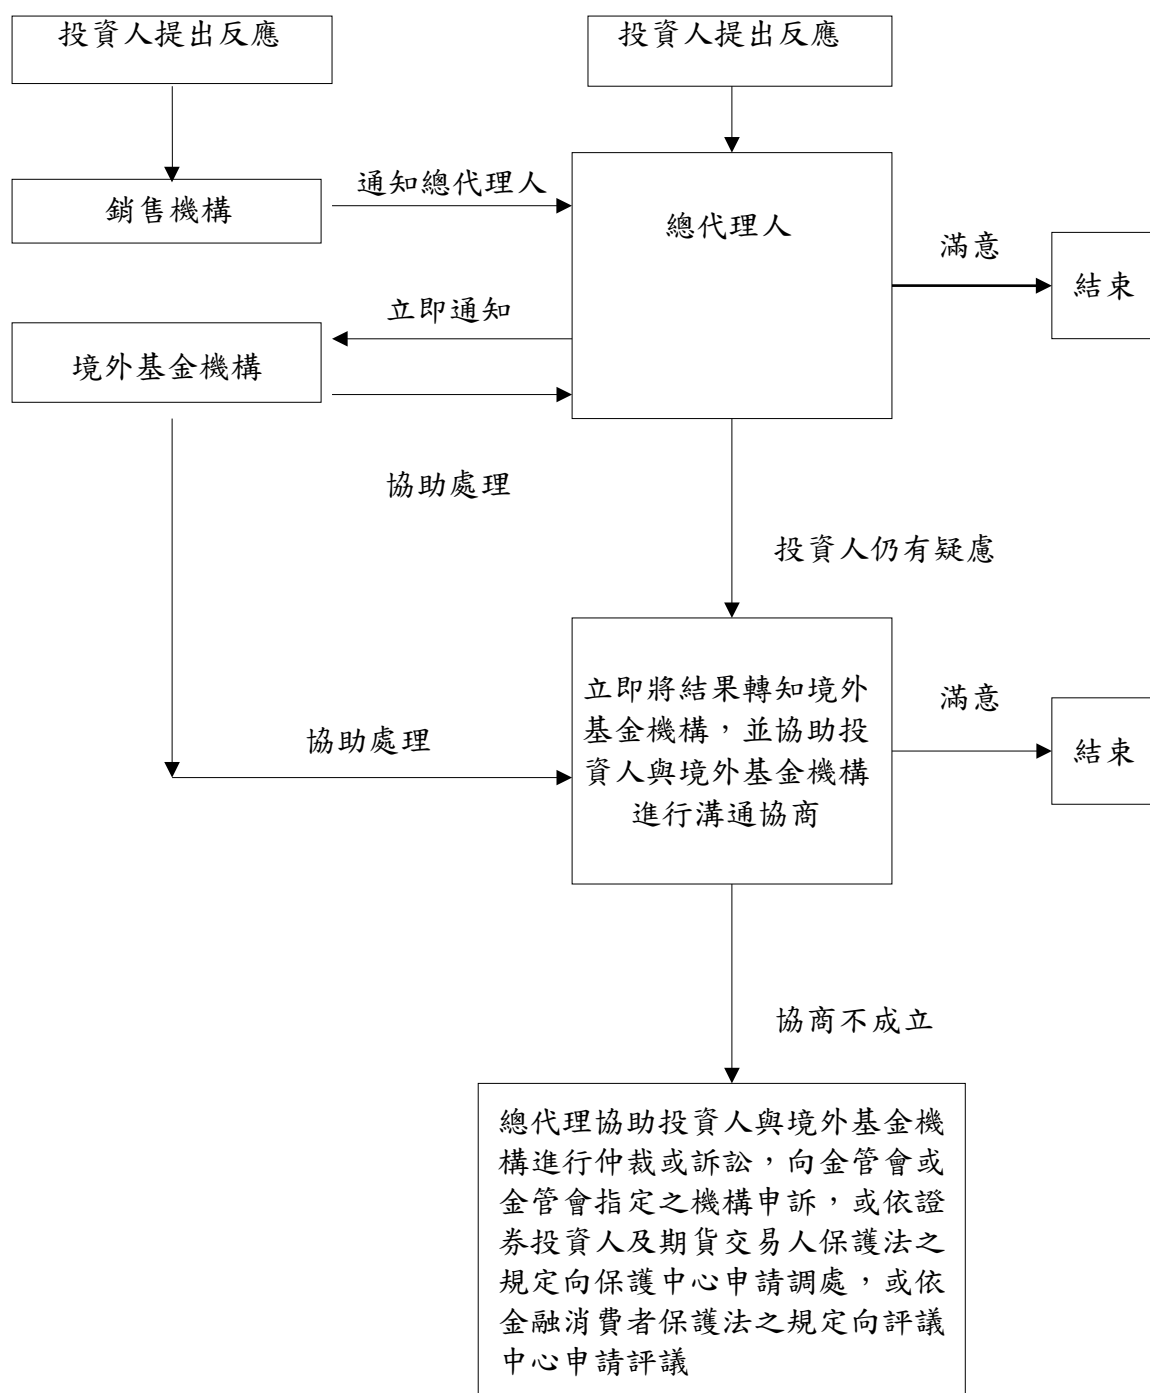 投資人提出反應
投資人提出反應
銷售機構
通知總代理人
總代理人
滿意
結束
立即通知
境外基金機構
協助處理
投資人仍有疑慮
立即將結果轉知境外
基金機構,並協助投
資人與境外基金機構
進行溝通協商
滿意
結束
協助處理
協商不成立
總代理協助投資人與境外基金機
構進行仲裁或訴訟,向金管會或
金管會指定之機構申訴,或依證
券投資人及期貨交易人保護法之
規定向保護中心申請調處,或依
金融消費者保護法之規定向評議
中心申請評議